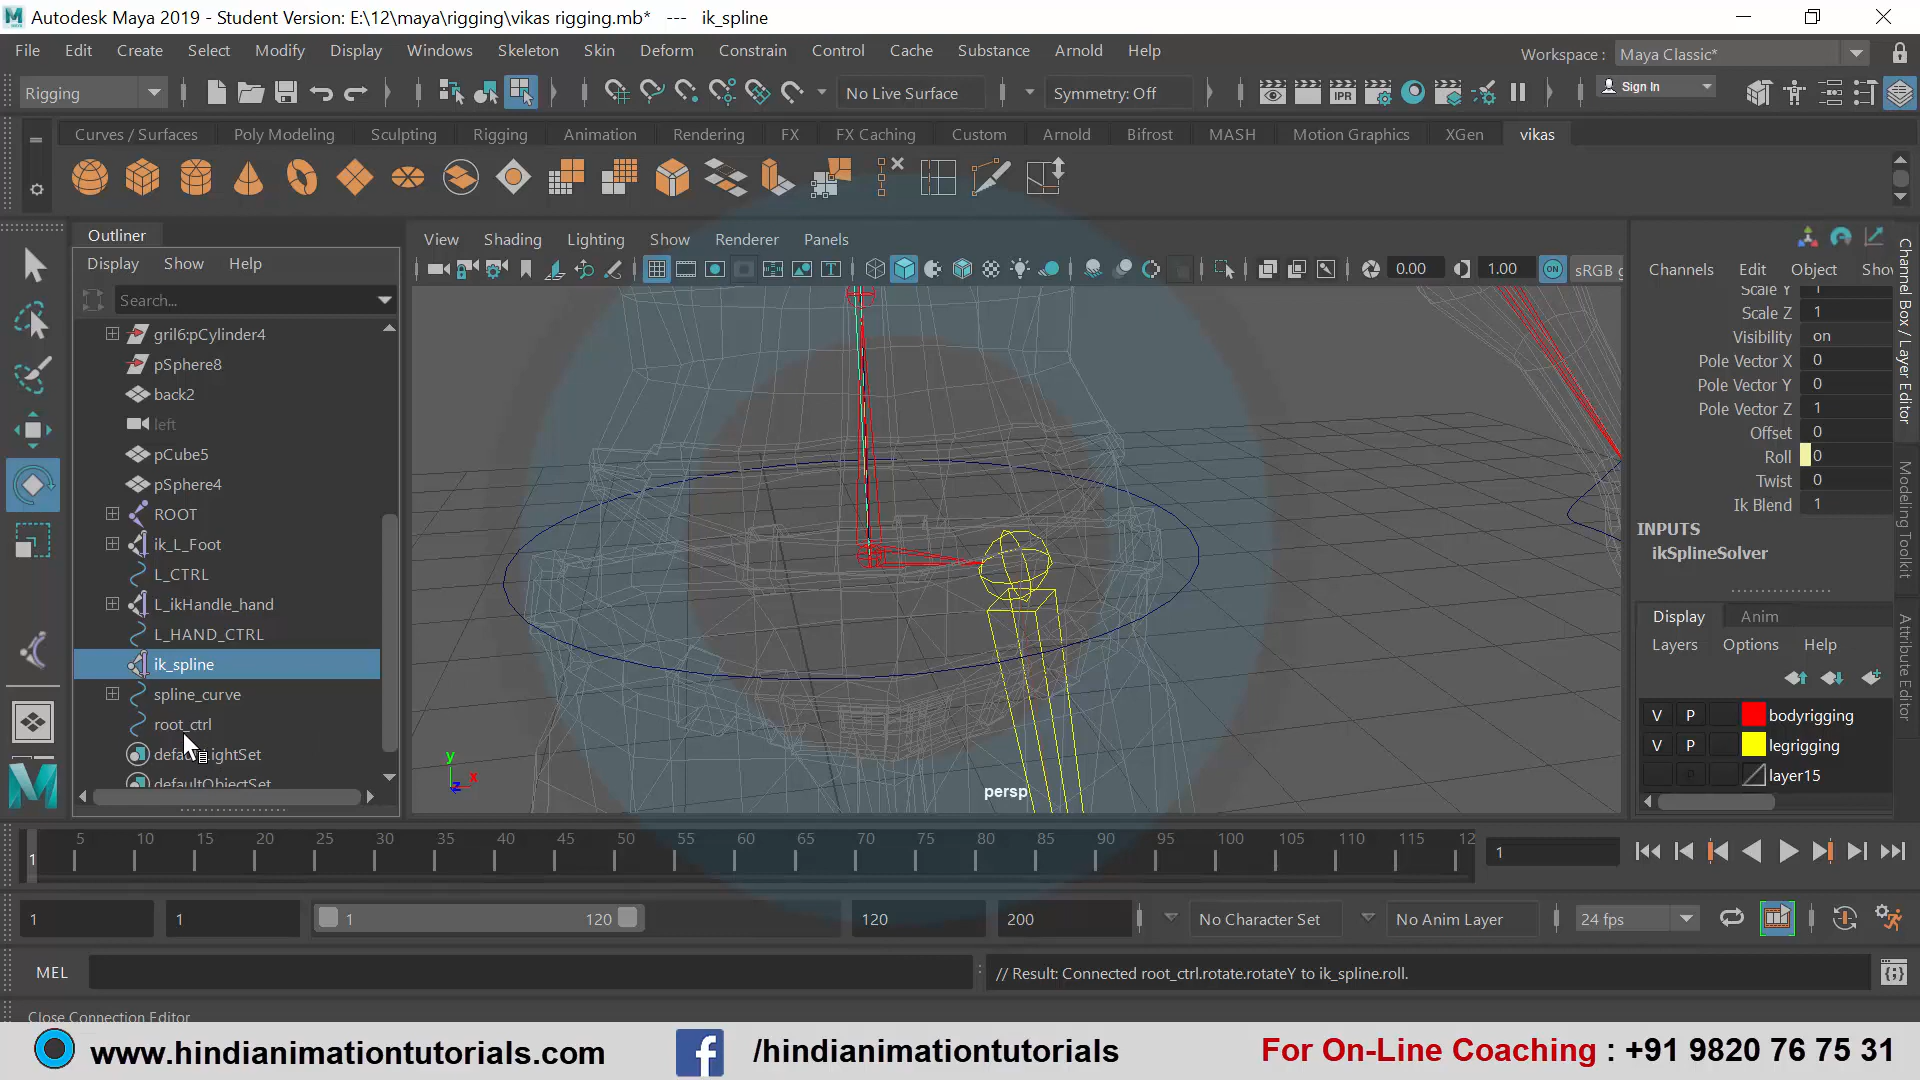 Autodesk Maya 2019 - Student Version: E:\12\maya\rigging\vikas rigging.mb* --- ik_spline
File Edit Create Select Modify Display Windows Skeleton Skin Deform Constrain Control Cache Substance Arnold Help Workspace : Maya Classic*
Rigging No Live Surface Symmetry: Off IPR Sign In
Curves / Surfaces Poly Modeling Sculpting Rigging Animation Rendering FX FX Caching Custom Arnold Bifrost MASH Motion Graphics XGen vikas
Outliner
Display Show Help
Search...
gril6:pCylinder4
pSphere8
back2
left
pCube5
pSphere4
ROOT
ik_L_Foot
L_CTRL
L_ikHandle_hand
L_HAND_CTRL
ik_spline
spline_curve
root_ctrl
defaultObjectSet
View Shading Lighting Show Renderer Panels
0.00 1.00 ON sRGB g
y
x
z
persp
Channels Edit Object Show
Scale Y 1
Scale Z 1
Visibility on
Pole Vector X 0
Pole Vector Y 0
Pole Vector Z 1
Offset 0
Roll 0
Twist 0
Ik Blend 1
INPUTS
ikSplineSolver
Display Anim
Layers Options Help
V P bodyrigging
V P legrigging
layer15
Channel Box / Layer Editor
Modeling Toolkit
Attribute Editor
1 5 10 15 20 25 30 35 40 45 50 55 60 65 70 75 80 85 90 95 100 105 110 115 12
1
1 1 1 120 120 200 No Character Set No Anim Layer 24 fps
MEL // Result: Connected root_ctrl.rotate.rotateY to ik_spline.roll.
Close Connection Editor
www.hindianimationtutorials.com f /hindianimationtutorials For On-Line Coaching : +91 9820 76 75 31